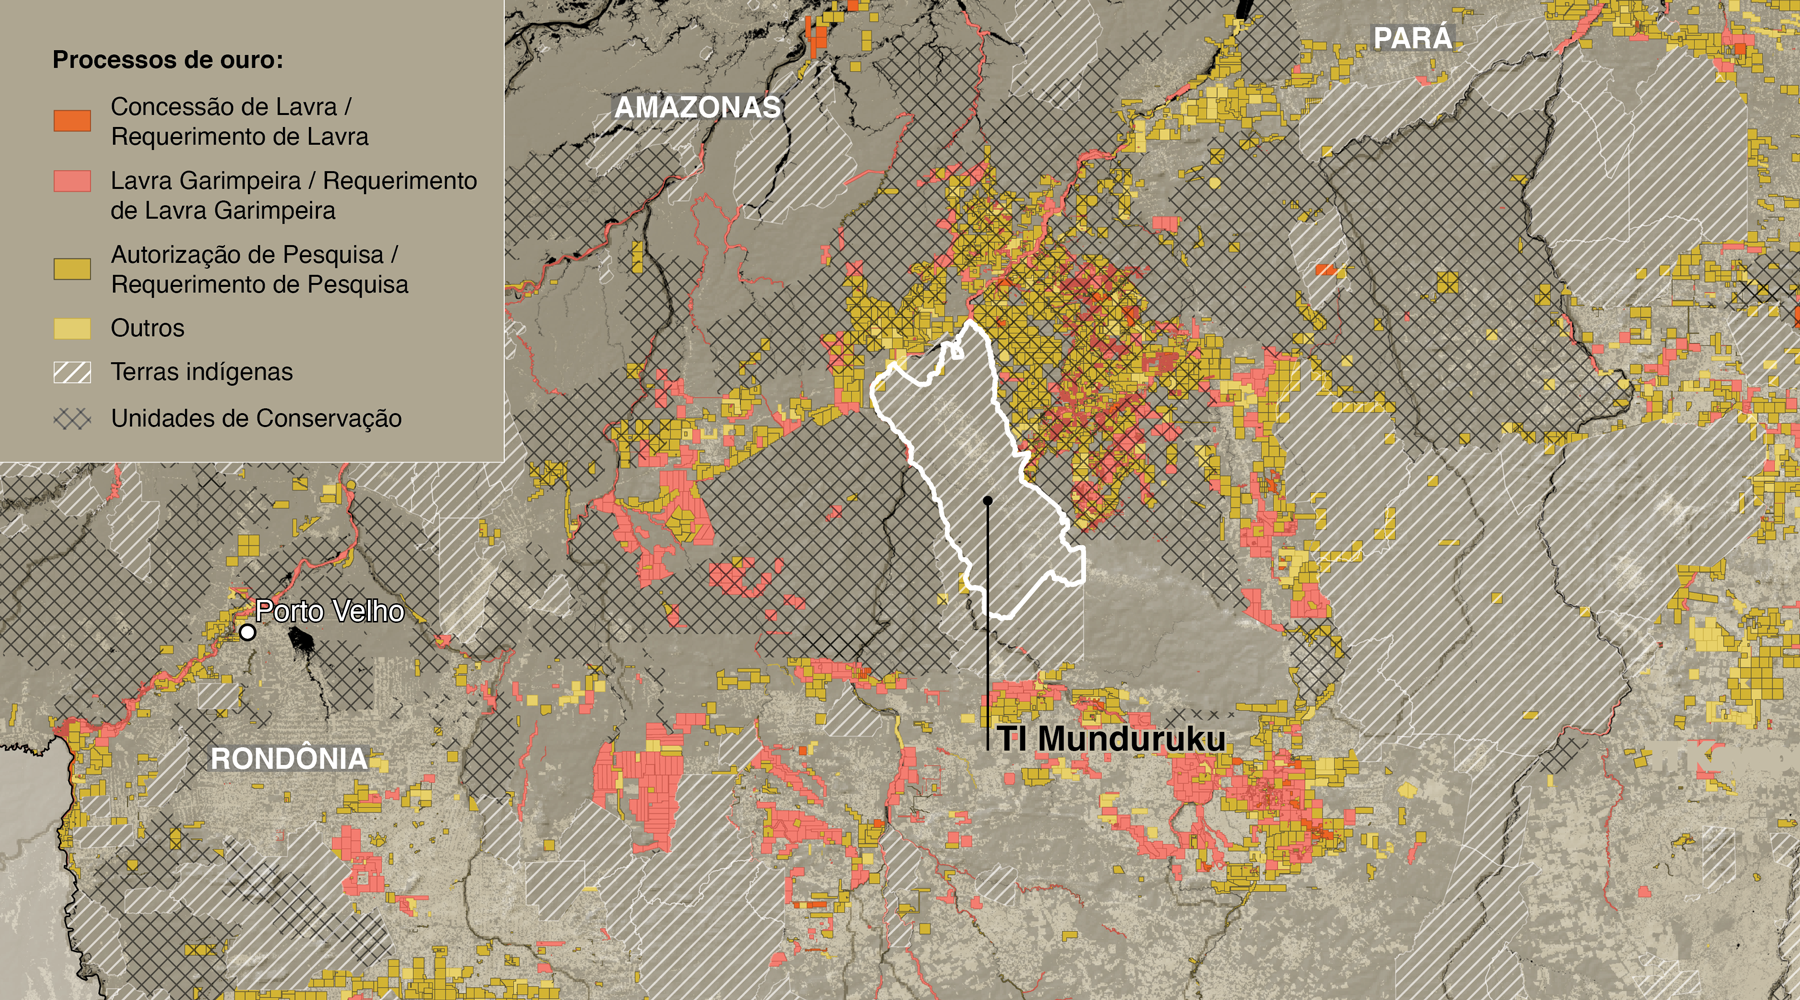 Processos de ouro:
Concessão de Lavra /
Requerimento de Lavra
Lavra Garimpeira / Requerimento
de Lavra Garimpeira
Autorização de Pesquisa /
Requerimento de Pesquisa
Outros
Terras indígenas
Unidades de Conservação
PARÁ
AMAZONAS
Porto Velho
TI Munduruku
RONDÔNIA